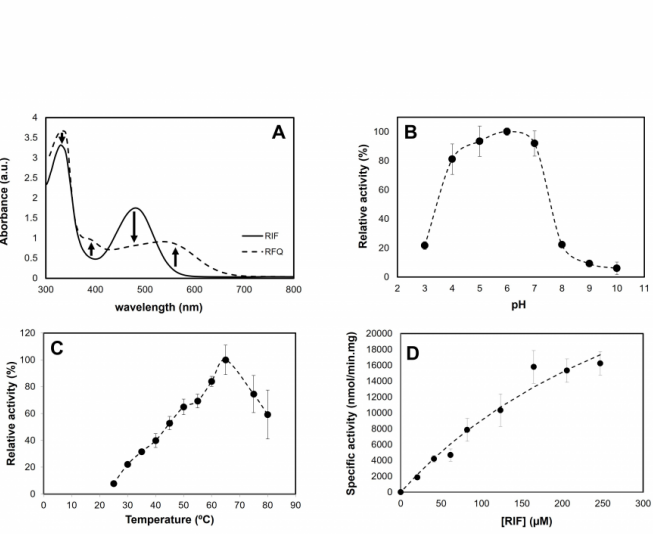 A
Absorbance (a.u.)
4
3.5
3
2.5
2
1.5
1
0.5
0
RIF
RFQ
300 400 500 600 700 800
wavelength (nm)
B
Relative activity (%)
100
80
60
40
20
0
2 3 4 5 6 7 8 9 10 11
pH
C
Relative activity (%)
120
100
80
60
40
20
0
0 10 20 30 40 50 60 70 80 90
Temperature (ºC)
D
Specific activity (nmol/min.mg)
20000
18000
16000
14000
12000
10000
8000
6000
4000
2000
0
0 50 100 150 200 250 300
[RIF] (µM)